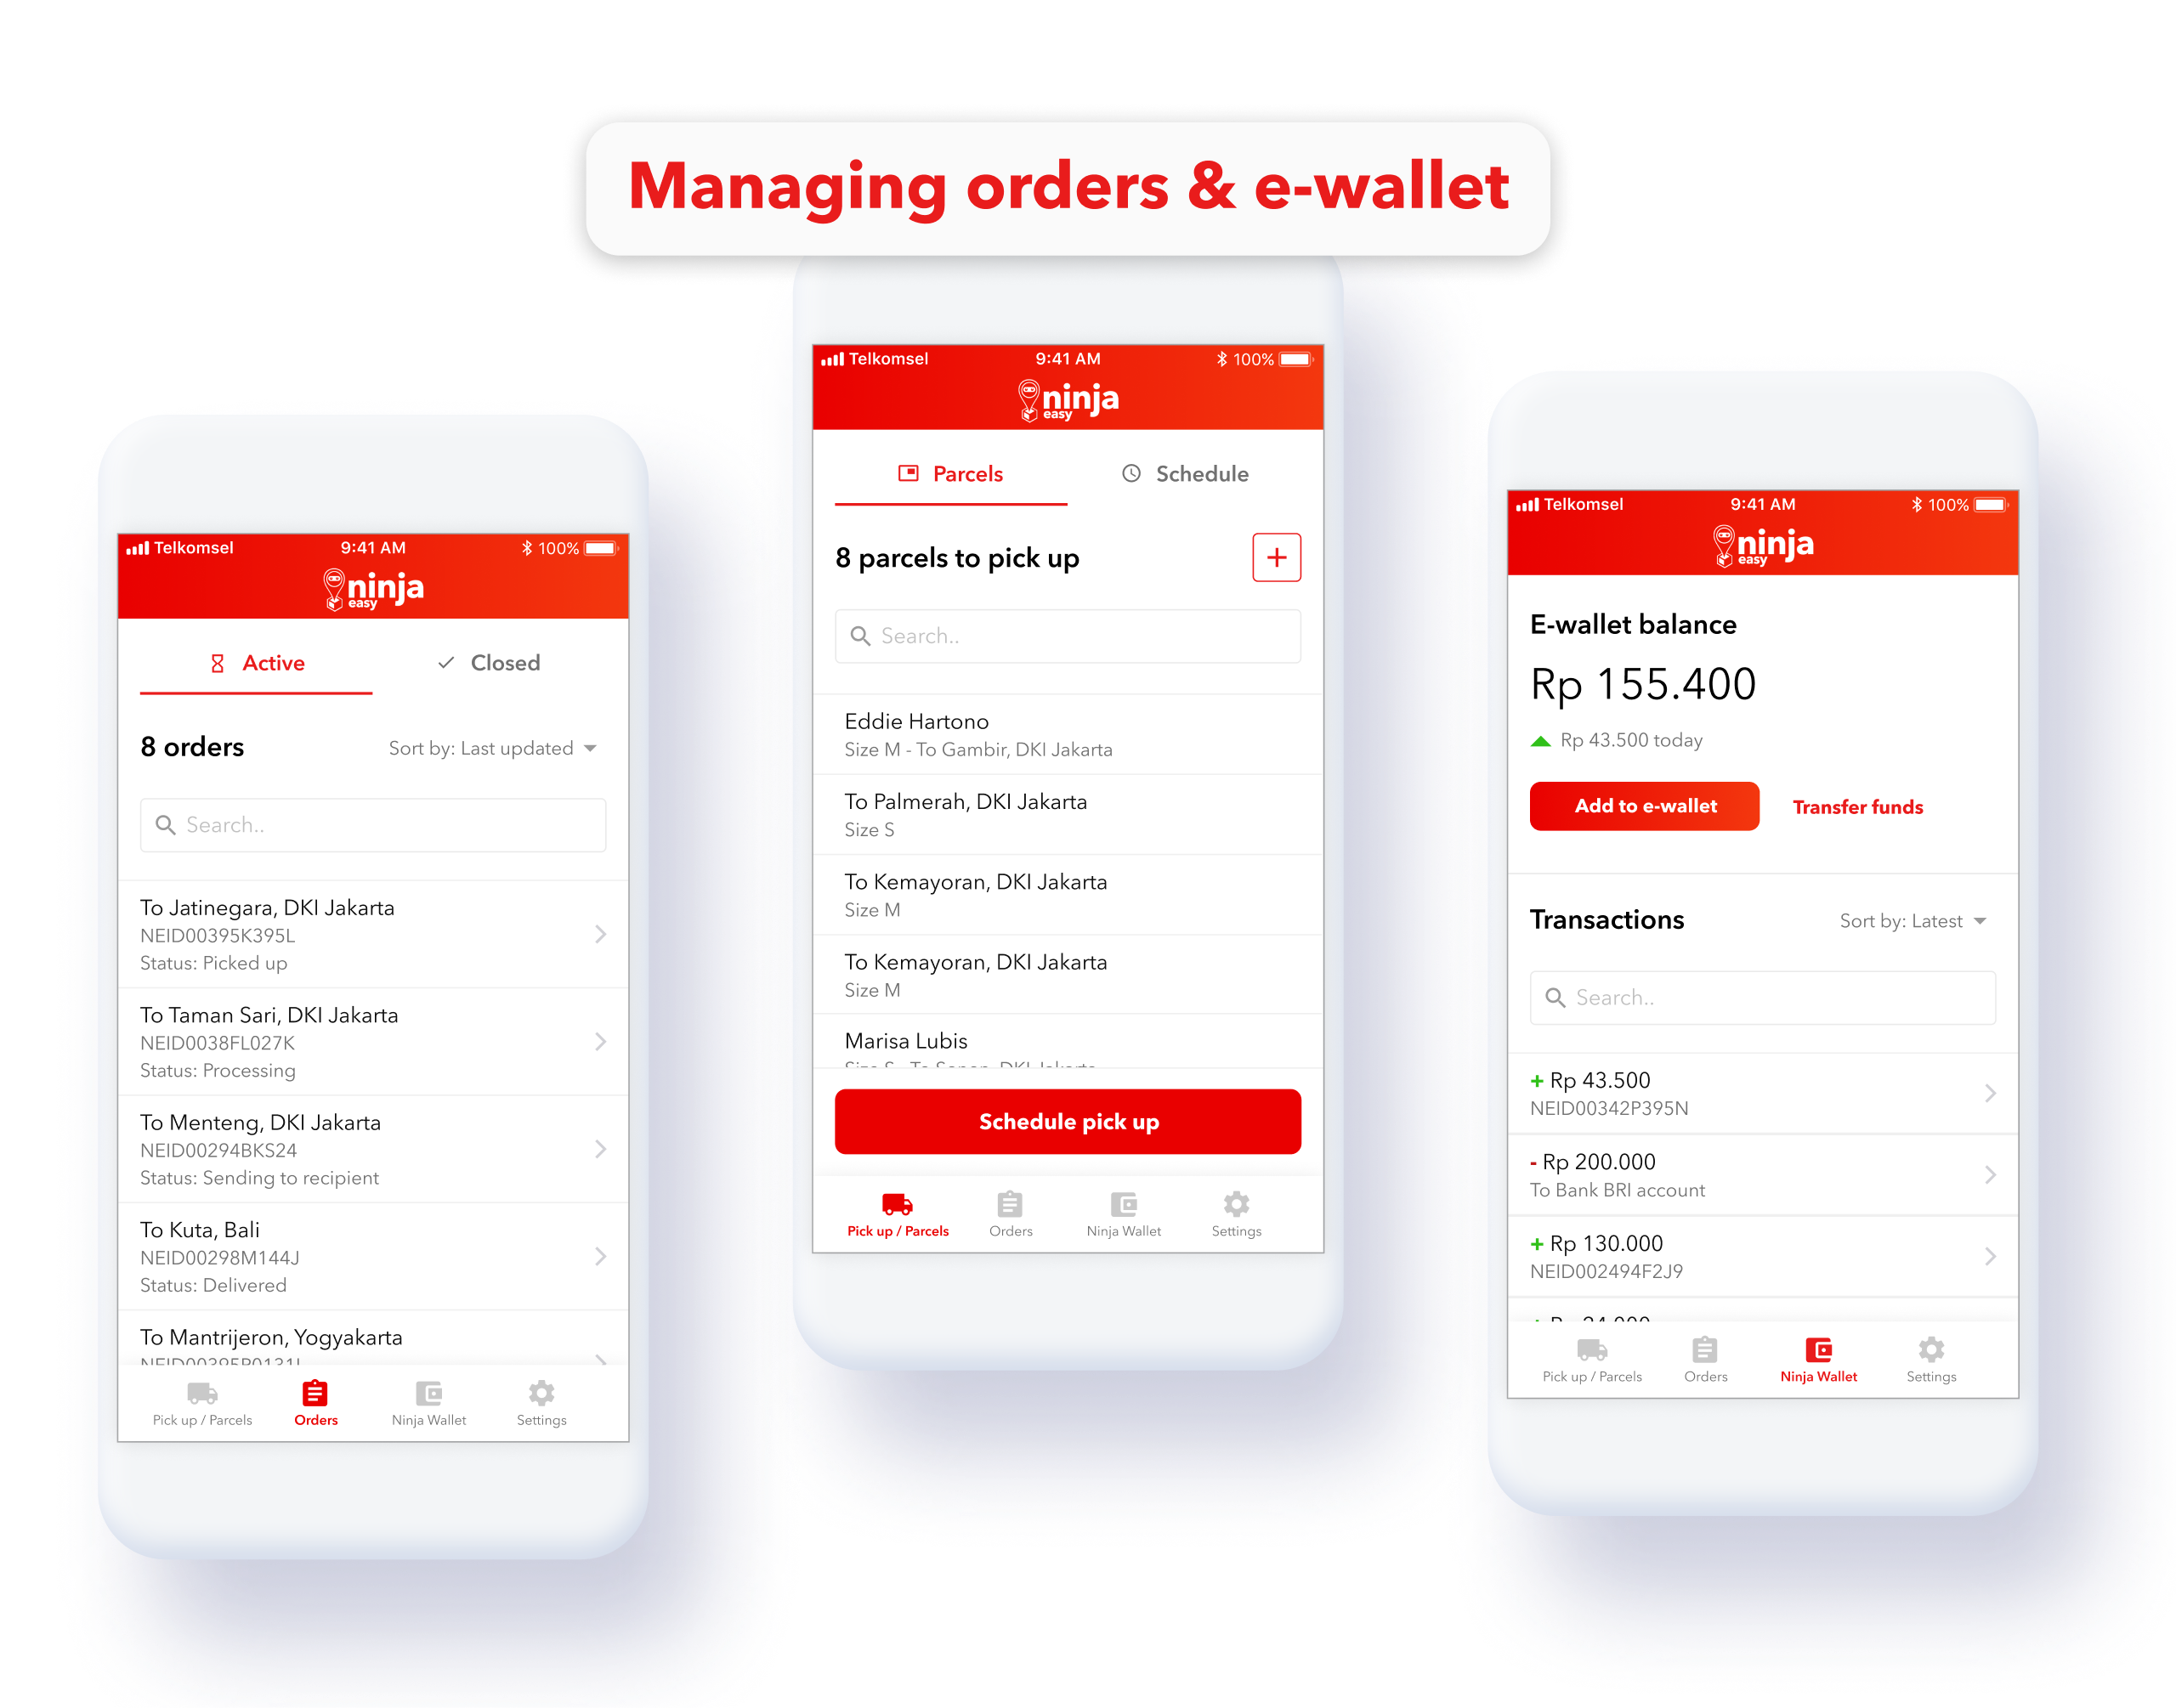 Managing orders & e-wallet
Telkomsel 9:41 AM 100%
ninja
easy
Active Closed
8 orders Sort by: Last updated
Search..
To Jatinegara, DKI Jakarta
NEID00395K395L
Status: Picked up
To Taman Sari, DKI Jakarta
NEID0038FL027K
Status: Processing
To Menteng, DKI Jakarta
NEID00294BKS24
Status: Sending to recipient
To Kuta, Bali
NEID00298M144J
Status: Delivered
To Mantrijeron, Yogyakarta
Pick up / Parcels Orders Ninja Wallet Settings
Telkomsel 9:41 AM 100%
ninja
easy
Parcels Schedule
8 parcels to pick up +
Search..
Eddie Hartono
Size M - To Gambir, DKI Jakarta
To Palmerah, DKI Jakarta
Size S
To Kemayoran, DKI Jakarta
Size M
To Kemayoran, DKI Jakarta
Size M
Marisa Lubis
Schedule pick up
Pick up / Parcels Orders Ninja Wallet Settings
Telkomsel 9:41 AM 100%
ninja
easy
E-wallet balance
Rp 155.400
Rp 43.500 today
Add to e-wallet Transfer funds
Transactions Sort by: Latest
Search..
+ Rp 43.500
NEID00342P395N
- Rp 200.000
To Bank BRI account
+ Rp 130.000
NEID002494F2J9
Pick up / Parcels Orders Ninja Wallet Settings